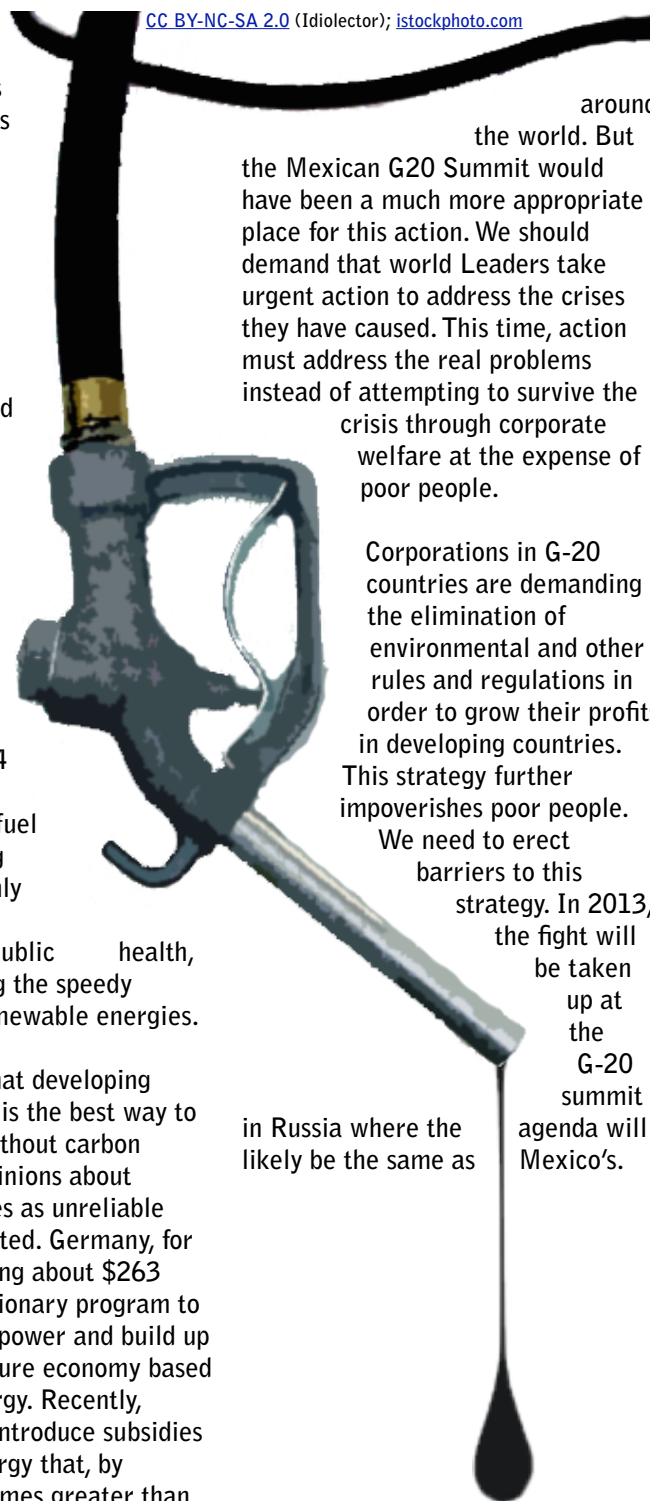 CC BY-NC-SA 2.0 (Idiolector); istockphoto.com
s
s
d
4
fuel
g
ly
ublic health,
g the speedy
newable energies.
at developing
is the best way to
thout carbon
inions about
es as unreliable
ted. Germany, for
ng about $263
ionary program to
power and build up
ure economy based
rgy. Recently,
ntroduce subsidies
rgy that, by
mes greater than
around
the world. But
the Mexican G20 Summit would
have been a much more appropriate
place for this action. We should
demand that world Leaders take
urgent action to address the crises
they have caused. This time, action
must address the real problems
instead of attempting to survive the
crisis through corporate
welfare at the expense of
poor people.
Corporations in G-20
countries are demanding
the elimination of
environmental and other
rules and regulations in
order to grow their profits
in developing countries.
This strategy further
impoverishes poor people.
We need to erect
barriers to this
strategy. In 2013,
the fight will
be taken
up at
the
G-20
summit
in Russia where the agenda will
likely be the same as Mexico's.